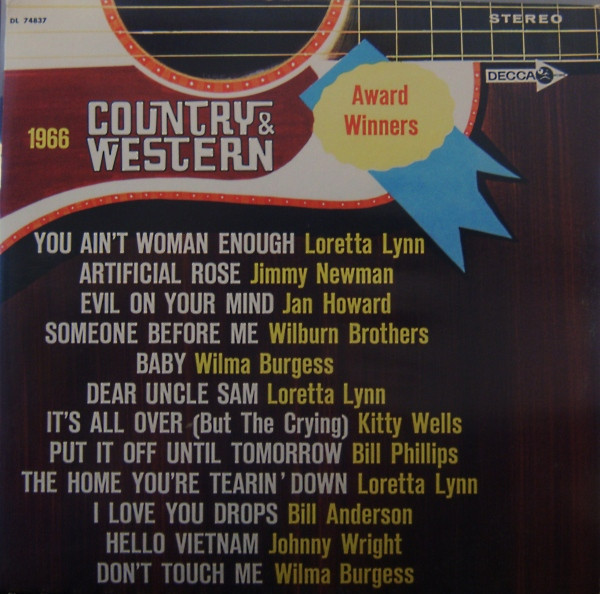 DL 74837
STEREO
DECCA
Award
Winners
1966 COUNTRY &
WESTERN
YOU AIN'T WOMAN ENOUGH Loretta Lynn
ARTIFICIAL ROSE Jimmy Newman
EVIL ON YOUR MIND Jan Howard
SOMEONE BEFORE ME Wilburn Brothers
BABY Wilma Burgess
DEAR UNCLE SAM Loretta Lynn
IT'S ALL OVER (But The Crying) Kitty Wells
PUT IT OFF UNTIL TOMORROW Bill Phillips
THE HOME YOU'RE TEARIN' DOWN Loretta Lynn
I LOVE YOU DROPS Bill Anderson
HELLO VIETNAM Johnny Wright
DON'T TOUCH ME Wilma Burgess